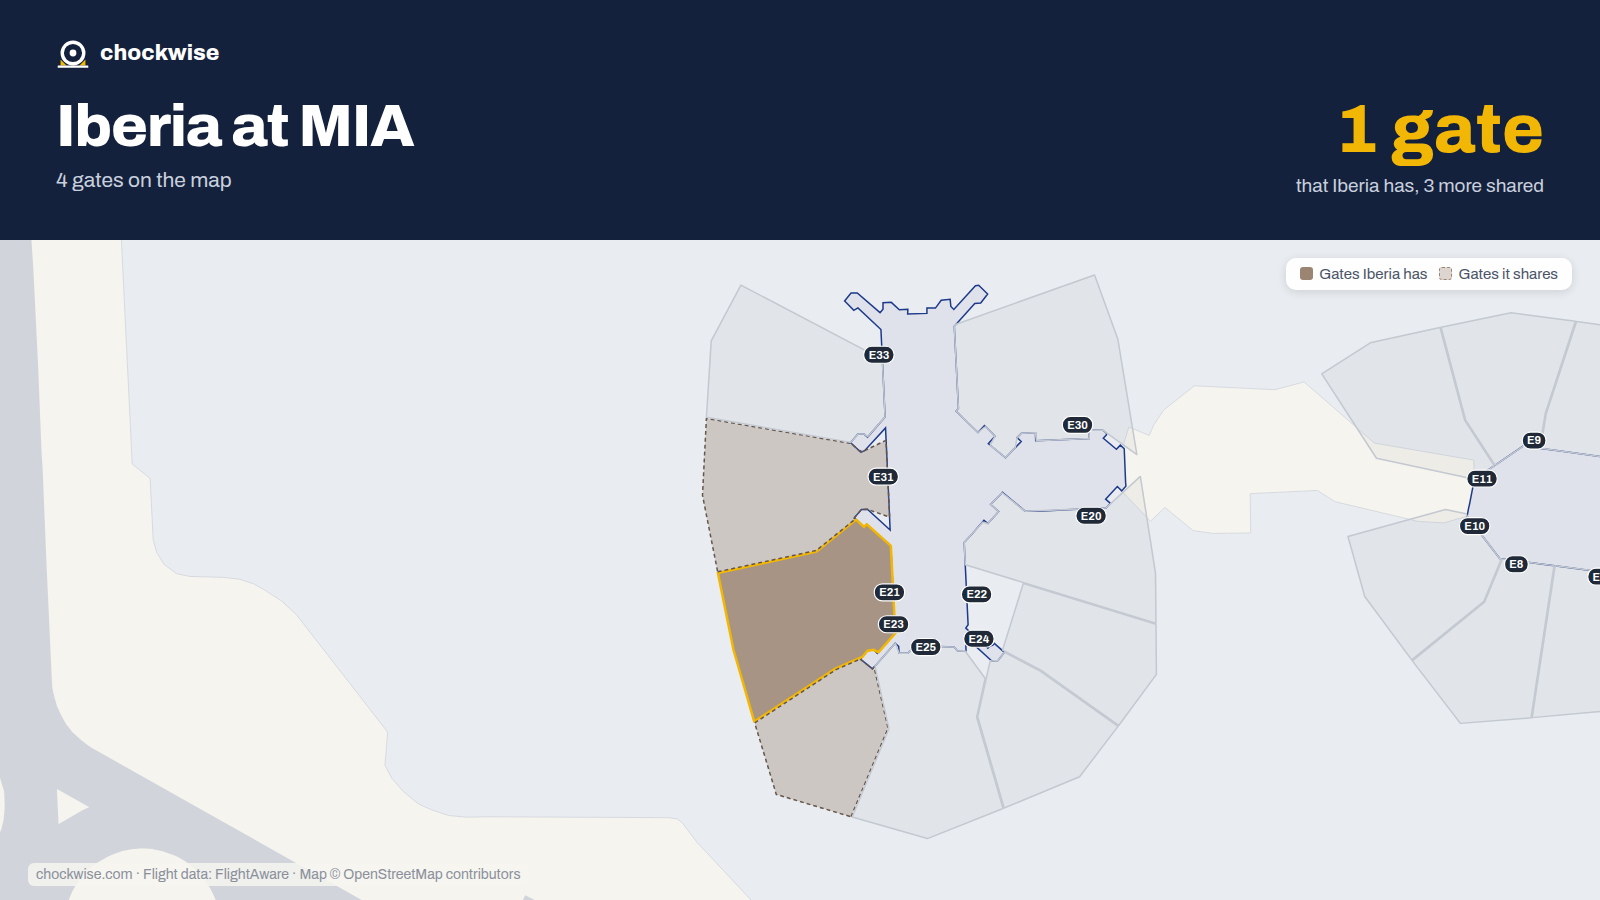 chockwise
Iberia at MIA
4 gates on the map
1 gate
that Iberia has, 3 more shared
Gates Iberia has
Gates it shares
E33
E30
E9
E31
E11
E20
E10
E8
E21
E22
E23
E24
E25
chockwise.com · Flight data: FlightAware · Map © OpenStreetMap contributors